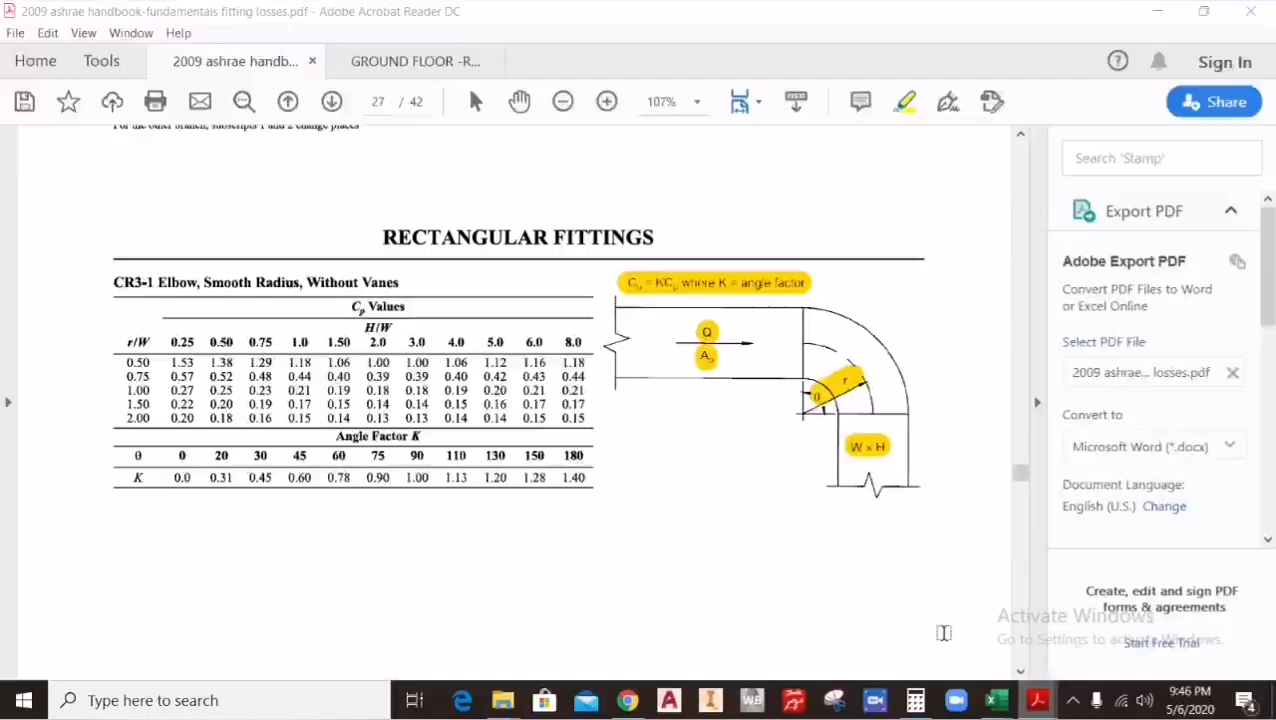 2009 ashrae handbook-fundamentals fitting losses.pdf - Adobe Acrobat Reader DC
File Edit View Window Help
Home Tools 2009 ashrae handb... × GROUND FLOOR -R... Sign In
27 / 42 107% Share
For the other branch, subscripts 1 and 2 change places
Search 'Stamp'
Export PDF
RECTANGULAR FITTINGS
Adobe Export PDF
CR3-1 Elbow, Smooth Radius, Without Vanes
Co = KCp where K = angle factor
Convert PDF Files to Word
or Excel Online
Cp Values
H/W
r/W 0.25 0.50 0.75 1.0 1.50 2.0 3.0 4.0 5.0 6.0 8.0
0.50 1.53 1.38 1.29 1.18 1.06 1.00 1.00 1.06 1.12 1.16 1.18
0.75 0.57 0.52 0.48 0.44 0.40 0.39 0.39 0.40 0.42 0.43 0.44
1.00 0.27 0.25 0.23 0.21 0.19 0.18 0.18 0.19 0.20 0.21 0.21
1.50 0.22 0.20 0.19 0.17 0.15 0.14 0.14 0.15 0.16 0.17 0.17
2.00 0.20 0.18 0.16 0.15 0.14 0.13 0.13 0.14 0.14 0.15 0.15
Angle Factor K
θ 0 20 30 45 60 75 90 110 130 150 180
K 0.0 0.31 0.45 0.60 0.78 0.90 1.00 1.13 1.20 1.28 1.40
Q
Ao
r
θ
W × H
Select PDF File
2009 ashrae... losses.pdf ×
Convert to
Microsoft Word (*.docx)
Document Language:
English (U.S.) Change
Create, edit and sign PDF
forms & agreements
Start Free Trial
Activate Windows
Go to Settings to activate Windows.
Type here to search
WB
9:46 PM
5/6/2020
4